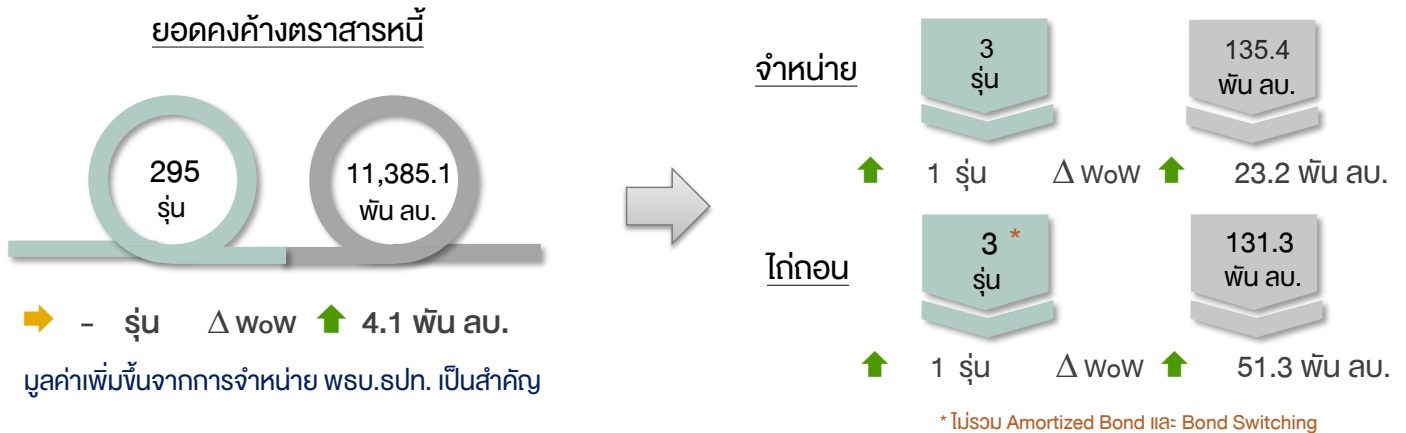 ยอดคงค้างตราสารหนี้
295
รุ่น
11,385.1
พัน ลบ.
- รุ่น Δ WoW 4.1 พัน ลบ.
มูลค่าเพิ่มขึ้นจากการจำหน่าย พธบ.ธปท. เป็นสำคัญ
จำหน่าย
3
รุ่น
135.4
พัน ลบ.
1 รุ่น Δ WoW 23.2 พัน ลบ.
ไถ่ถอน
3 *
รุ่น
131.3
พัน ลบ.
1 รุ่น Δ WoW 51.3 พัน ลบ.
* ไม่รวม Amortized Bond และ Bond Switching